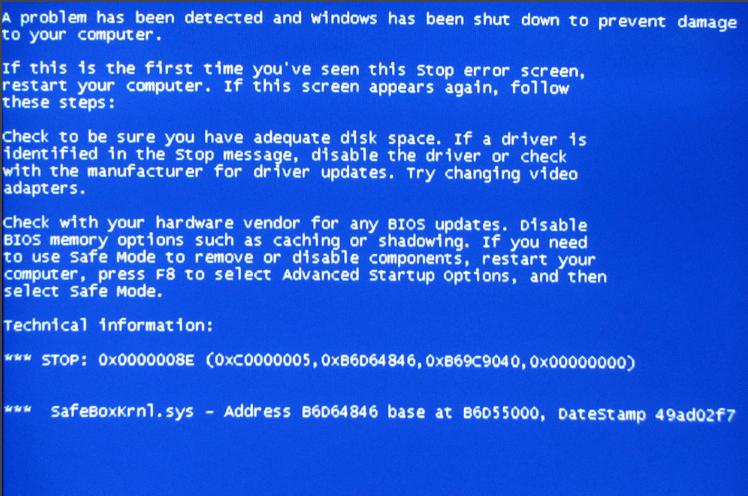 A problem has been detected and Windows has been shut down to prevent damage
to your computer.
If this is the first time you've seen this Stop error screen,
restart your computer. If this screen appears again, follow
these steps:
Check to be sure you have adequate disk space. If a driver is
identified in the Stop message, disable the driver or check
with the manufacturer for driver updates. Try changing video
adapters.
Check with your hardware vendor for any BIOS updates. Disable
BIOS memory options such as caching or shadowing. If you need
to use Safe Mode to remove or disable components, restart your
computer, press F8 to select Advanced Startup Options, and then
select Safe Mode.
Technical information:
*** STOP: 0x0000008E (0xC0000005,0xB6D64846,0xB69C9040,0x00000000)
*** SafeBoxKrnl.sys - Address B6D64846 base at B6D55000, DateStamp 49ad02f7